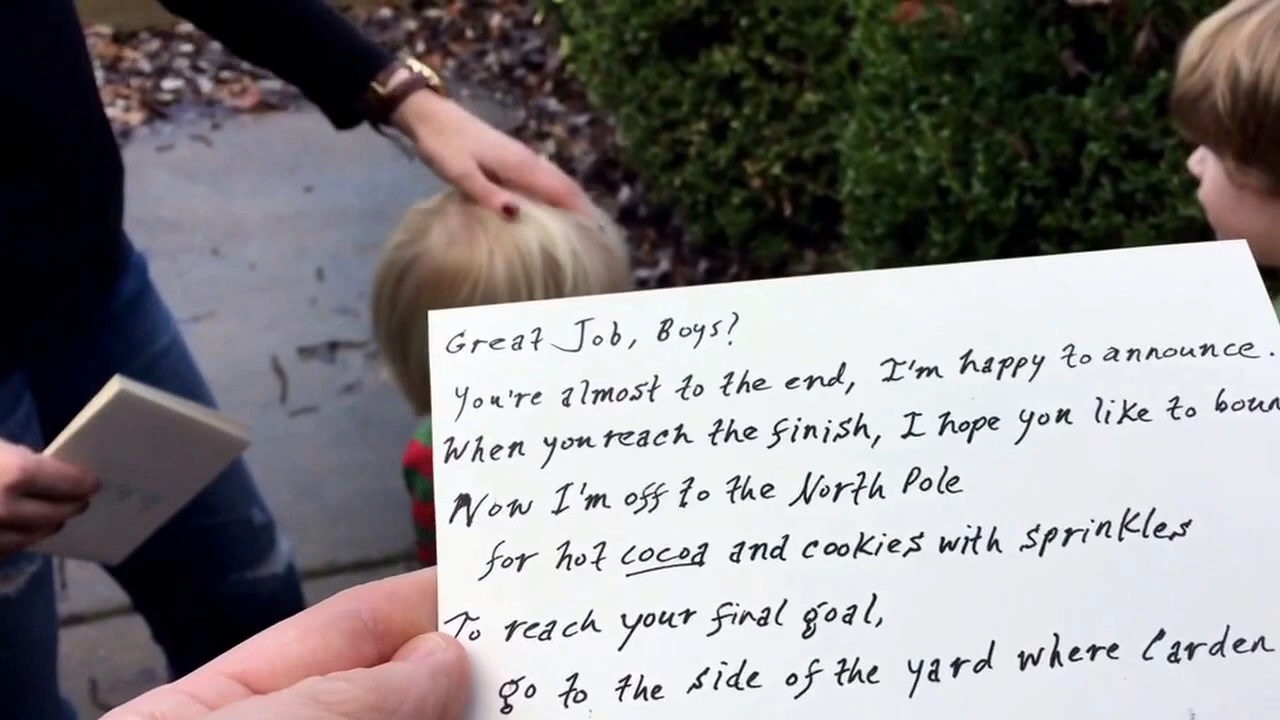 Great Job, Boys?
You're almost to the end, I'm happy to announce.
When you reach the finish, I hope you like to boun
Now I'm off to the North Pole
for hot cocoa and cookies with sprinkles
To reach your final goal,
go to the side of the yard where Carden